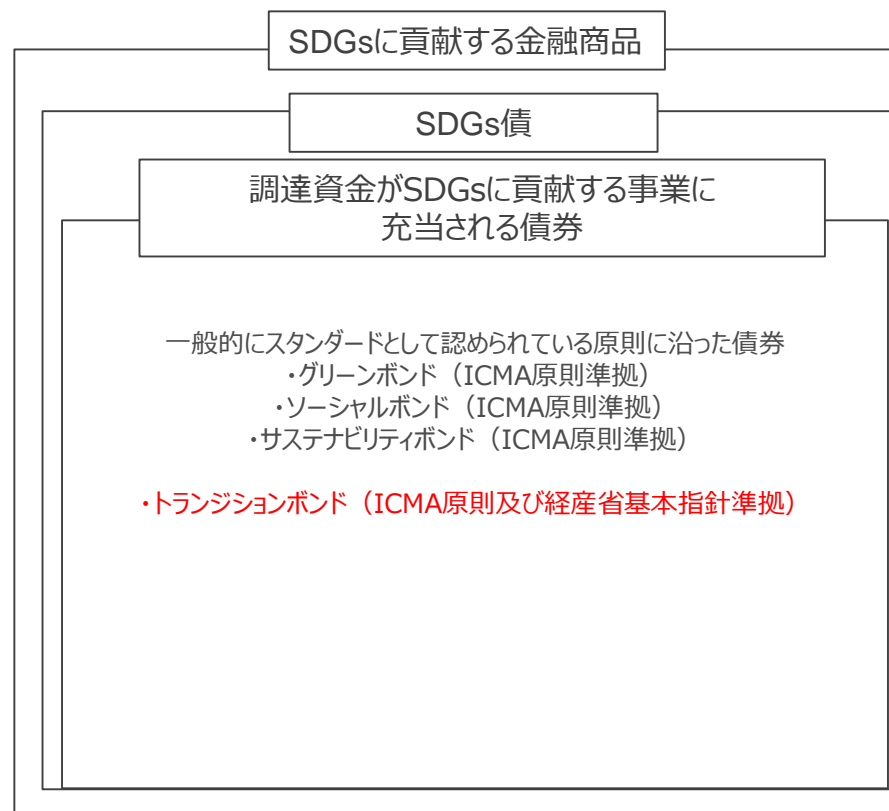 SDGsに貢献する金融商品
SDGs債
調達資金がSDGsに貢献する事業に
充当される債券
一般的にスタンダードとして認められている原則に沿った債券
・グリーンボンド（ICMA原則準拠）
・ソーシャルボンド（ICMA原則準拠）
・サステナビリティボンド（ICMA原則準拠）
・トランジションボンド（ICMA原則及び経産省基本指針準拠）